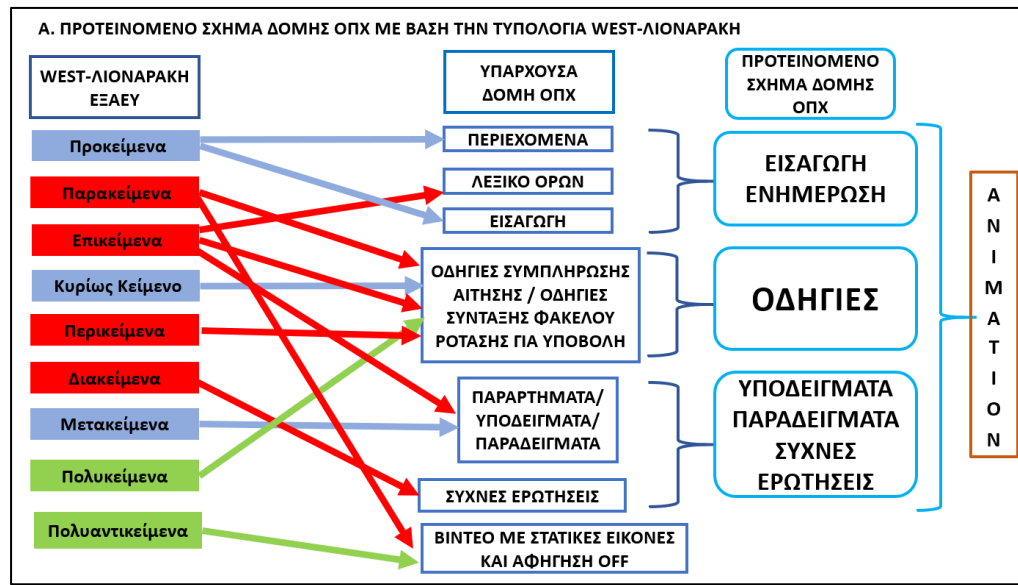 Α. ΠΡΟΤΕΙΝΟΜΕΝΟ ΣΧΗΜΑ ΔΟΜΗΣ ΟΠΧ ΜΕ ΒΑΣΗ ΤΗΝ ΤΥΠΟΛΟΓΙΑ WEST-ΛΙΟΝΑΡΑΚΗ
WEST-ΛΙΟΝΑΡΑΚΗ
ΕΞΑΕΥ
Προκείμενα
Παρακείμενα
Επικείμενα
Κυρίως Κείμενο
Περικείμενα
Διακείμενα
Μετακείμενα
Πολυκείμενα
Πολυαντικείμενα
ΥΠΑΡΧΟΥΣΑ
ΔΟΜΗ ΟΠΧ
ΠΕΡΙΕΧΟΜΕΝΑ
ΛΕΞΙΚΟ ΟΡΩΝ
ΕΙΣΑΓΩΓΗ
ΟΔΗΓΙΕΣ ΣΥΜΠΛΗΡΩΣΗΣ
ΑΙΤΗΣΗΣ / ΟΔΗΓΙΕΣ
ΣΥΝΤΑΞΗΣ ΦΑΚΕΛΟΥ
ΡΟΤΑΣΗΣ ΓΙΑ ΥΠΟΒΟΛΗ
ΠΑΡΑΡΤΗΜΑΤΑ/
ΥΠΟΔΕΙΓΜΑΤΑ/
ΠΑΡΑΔΕΙΓΜΑΤΑ
ΣΥΧΝΕΣ ΕΡΩΤΗΣΕΙΣ
ΒΙΝΤΕΟ ΜΕ ΣΤΑΤΙΚΕΣ ΕΙΚΟΝΕΣ
ΚΑΙ ΑΦΗΓΗΣΗ OFF
ΠΡΟΤΕΙΝΟΜΕΝΟ
ΣΧΗΜΑ ΔΟΜΗΣ
ΟΠΧ
ΕΙΣΑΓΩΓΗ
ΕΝΗΜΕΡΩΣΗ
ΟΔΗΓΙΕΣ
ΥΠΟΔΕΙΓΜΑΤΑ
ΠΑΡΑΔΕΙΓΜΑΤΑ
ΣΥΧΝΕΣ
ΕΡΩΤΗΣΕΙΣ
A
N
I
M
A
T
I
O
N